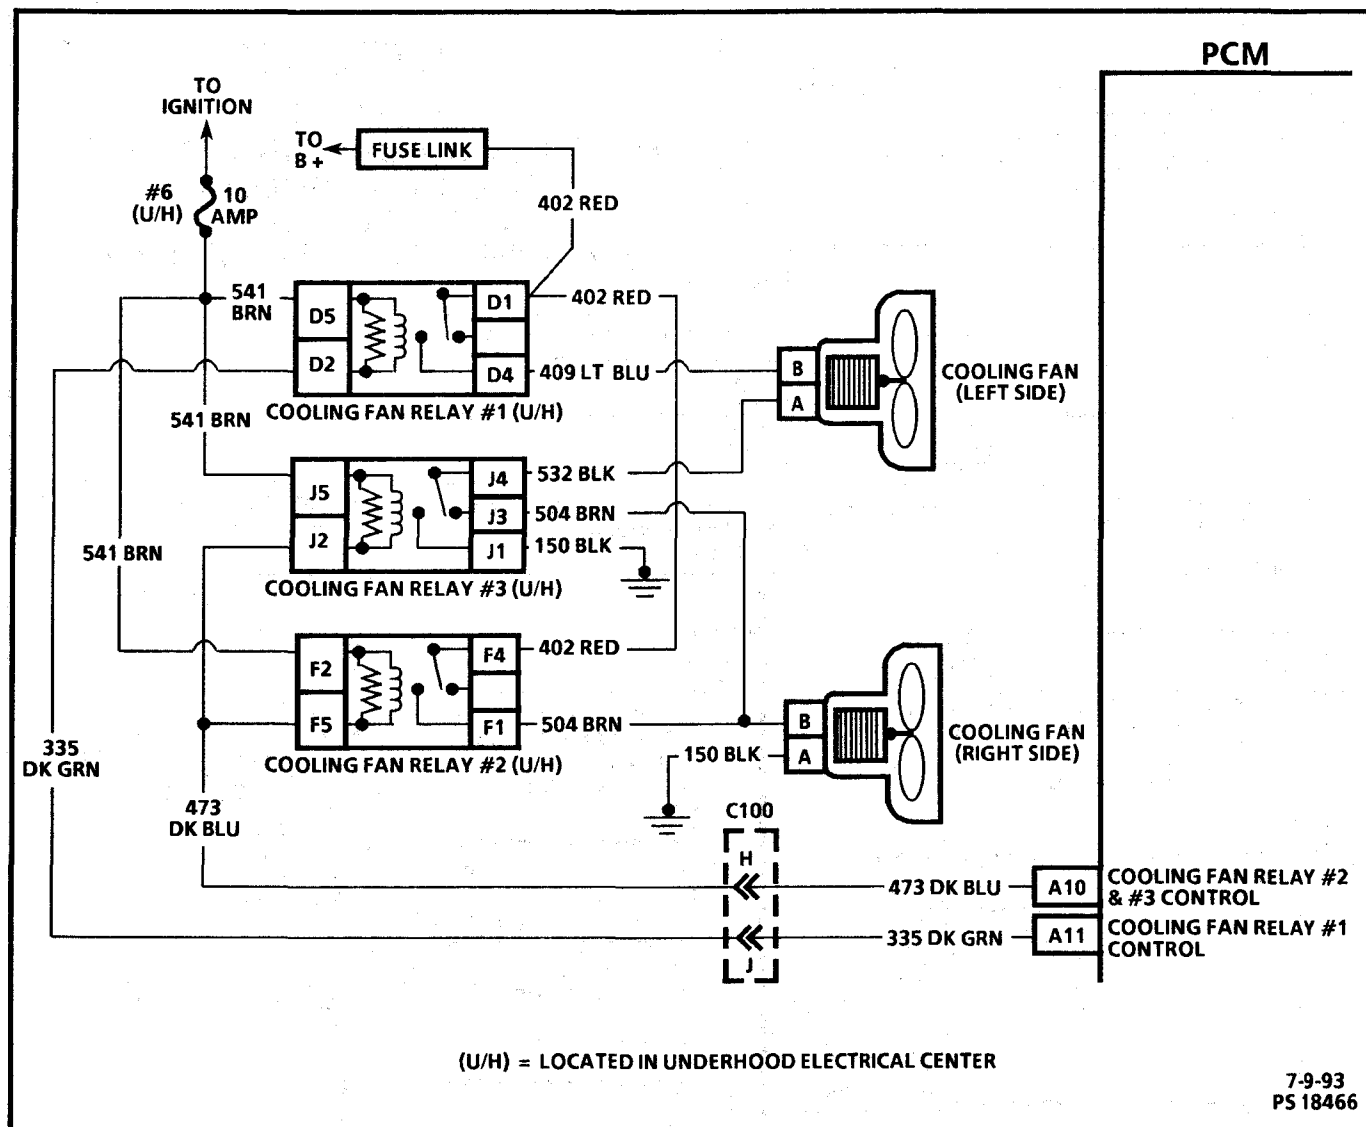 PCM
TO
IGNITION
TO
B +
FUSE LINK
#6
(U/H)
10
AMP
402 RED
541
BRN
D5
D2
D1
D4
402 RED
409 LT BLU
COOLING FAN RELAY #1 (U/H)
B
A
COOLING FAN
(LEFT SIDE)
541 BRN
J5
J2
J4
J3
J1
532 BLK
504 BRN
150 BLK
COOLING FAN RELAY #3 (U/H)
541 BRN
F2
F5
F4
F1
402 RED
504 BRN
COOLING FAN RELAY #2 (U/H)
B
A
150 BLK
COOLING FAN
(RIGHT SIDE)
335
DK GRN
473
DK BLU
C100
H
J
473 DK BLU
A10
COOLING FAN RELAY #2
& #3 CONTROL
335 DK GRN
A11
COOLING FAN RELAY #1
CONTROL
(U/H) = LOCATED IN UNDERHOOD ELECTRICAL CENTER
7-9-93
PS 18466